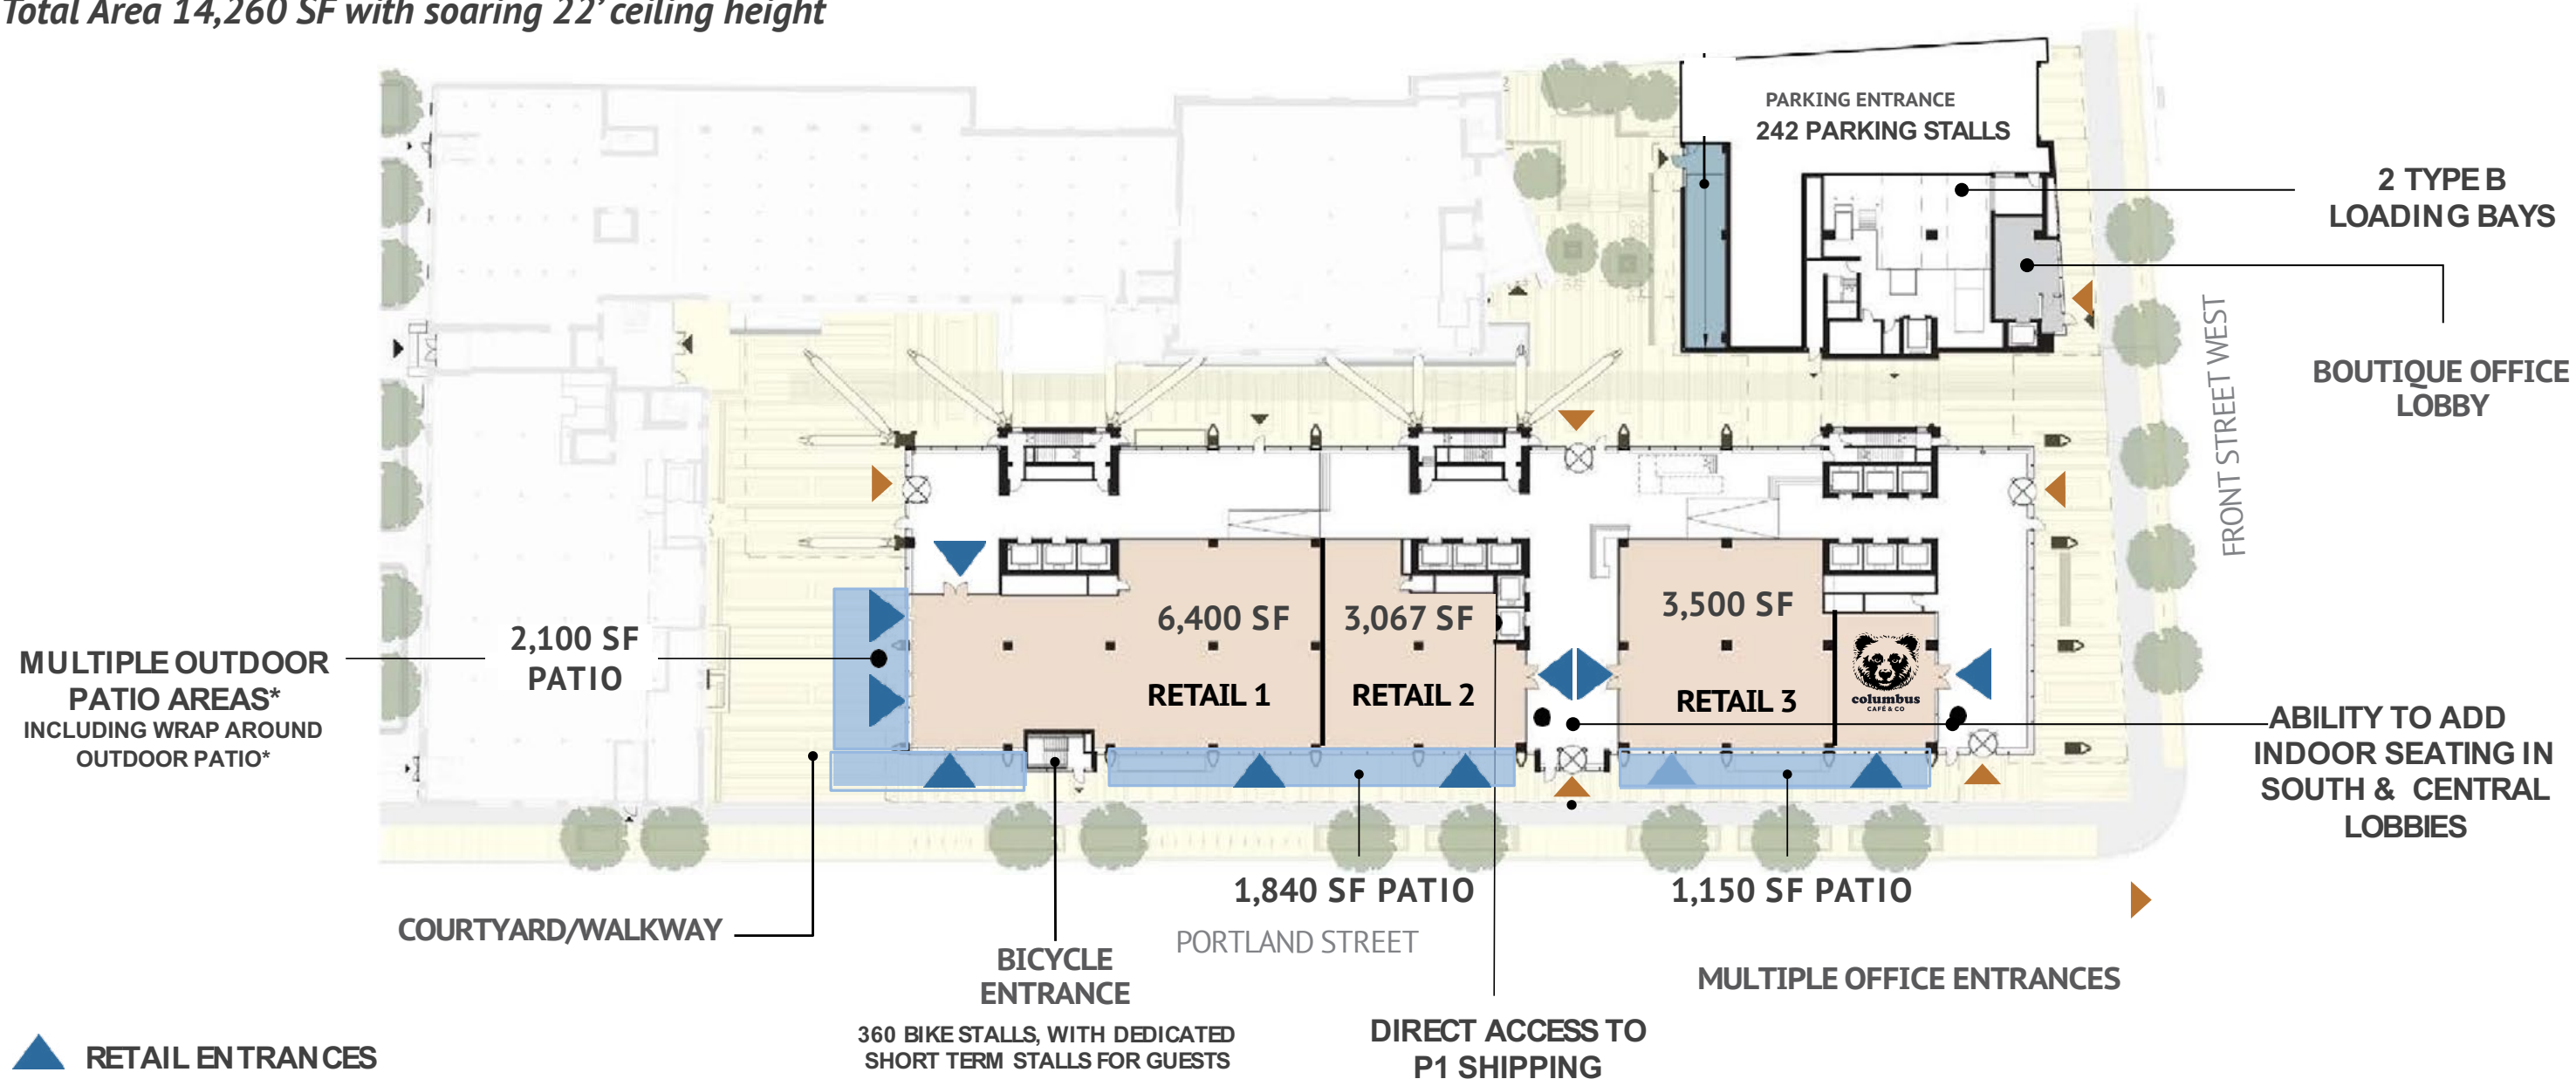 Total Area 14,260 SF with soaring 22' ceiling height
PARKING ENTRANCE
242 PARKING STALLS
2 TYPE B
LOADING BAYS
BOUTIQUE OFFICE
LOBBY
FRONT STREET WEST
MULTIPLE OUTDOOR
PATIO AREAS*
INCLUDING WRAP AROUND
OUTDOOR PATIO*
2,100 SF
PATIO
6,400 SF
RETAIL 1
3,067 SF
RETAIL 2
3,500 SF
RETAIL 3
columbus
CAFÉ & CO
ABILITY TO ADD
INDOOR SEATING IN
SOUTH & CENTRAL
LOBBIES
1,840 SF PATIO
1,150 SF PATIO
COURTYARD/WALKWAY
PORTLAND STREET
BICYCLE
ENTRANCE
360 BIKE STALLS, WITH DEDICATED
SHORT TERM STALLS FOR GUESTS
DIRECT ACCESS TO
P1 SHIPPING
MULTIPLE OFFICE ENTRANCES
RETAIL ENTRANCES